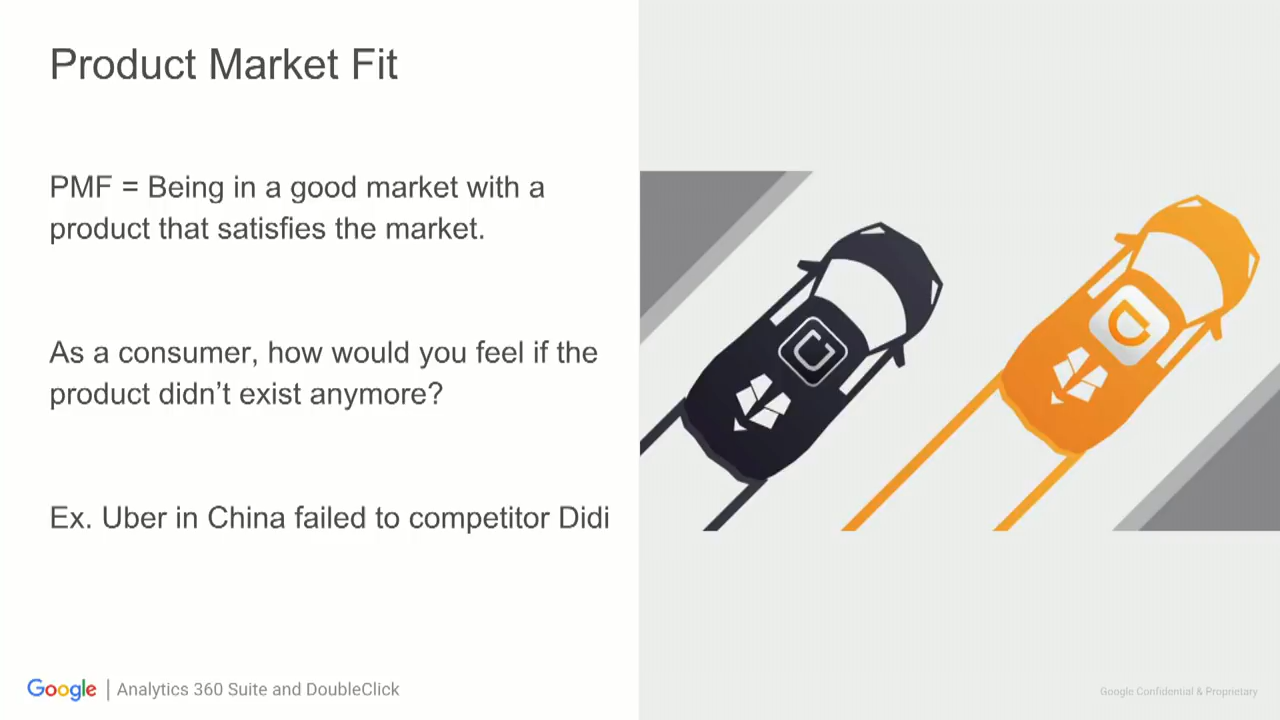 Product Market Fit
PMF = Being in a good market with a
product that satisfies the market.
As a consumer, how would you feel if the
product didn’t exist anymore?
Ex. Uber in China failed to competitor Didi
Google | Analytics 360 Suite and DoubleClick
Google Confidential & Proprietary